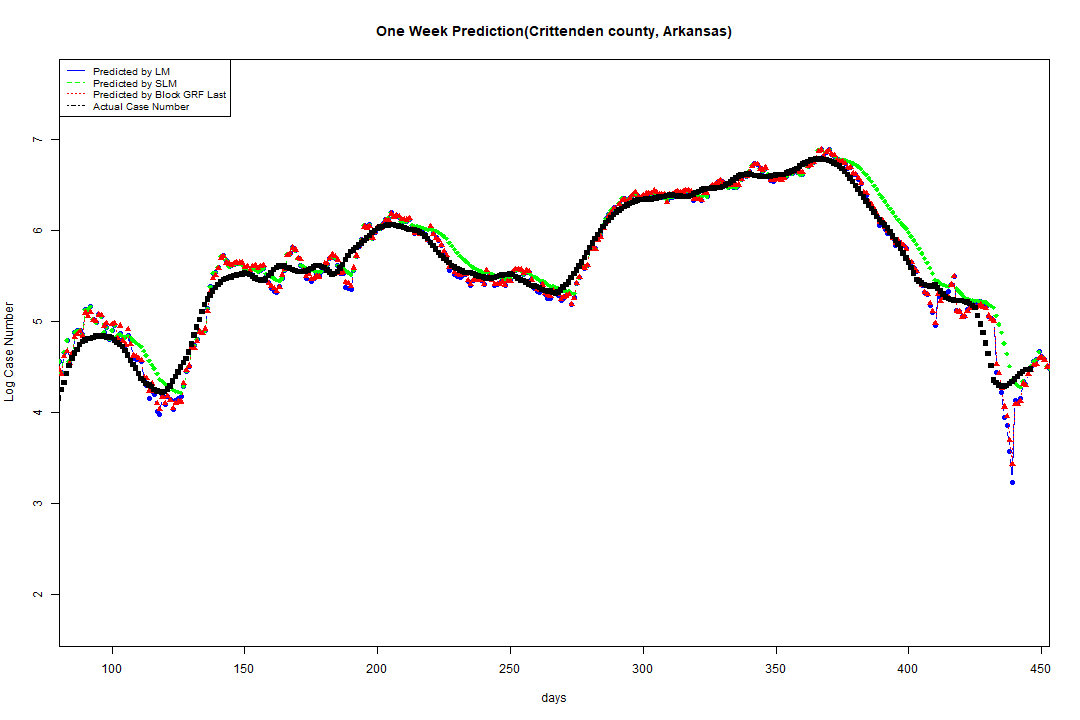 One Week Prediction(Crittenden county, Arkansas)
Predicted by LM
Predicted by SLM
Predicted by Block GRF Last
Actual Case Number
7
6
5
4
3
2
Log Case Number
100 150 200 250 300 350 400 450
days